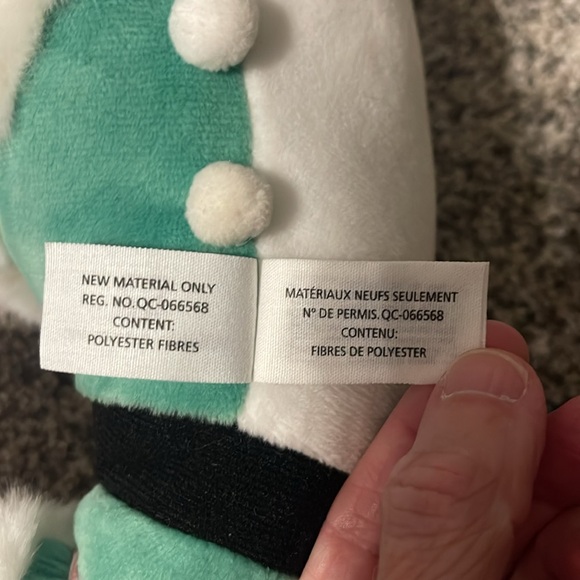 NEW MATERIAL ONLY
REG. NO.QC-066568
CONTENT:
POLYESTER FIBRES
MATÉRIAUX NEUFS SEULEMENT
Nº DE PERMIS.QC-066568
CONTENU:
FIBRES DE POLYESTER